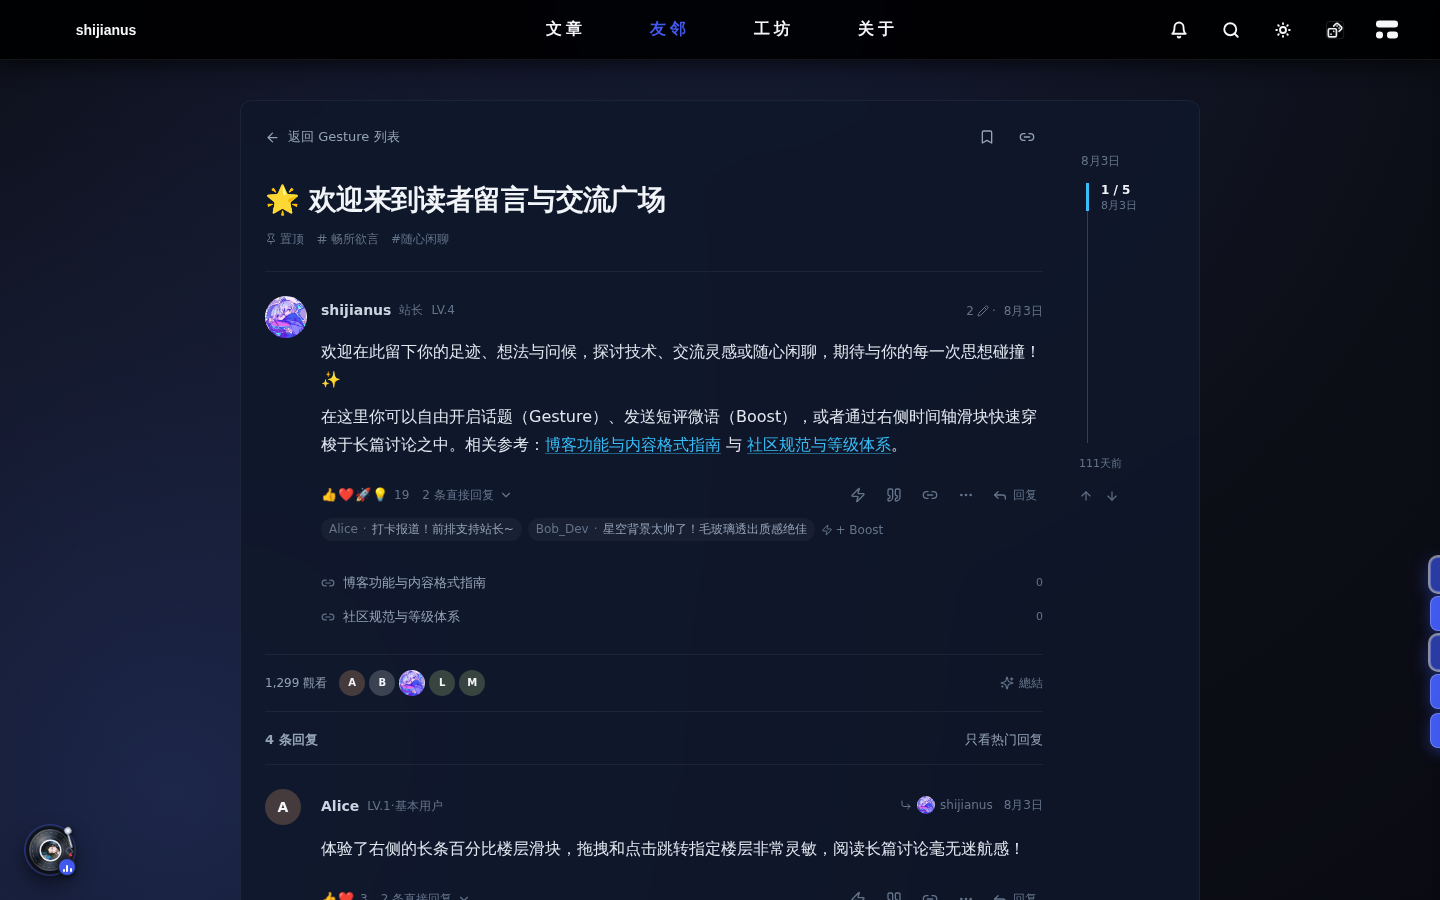 shijianus
文章
友邻
工坊
关于
返回 Gesture 列表
8月3日
1 / 5
8月3日
🌟 欢迎来到读者留言与交流广场
置顶 # 畅所欲言 #随心闲聊
shijianus 站长 LV.4
2 · 8月3日
欢迎在此留下你的足迹、想法与问候，探讨技术、交流灵感或随心闲聊，期待与你的每一次思想碰撞！
✨
在这里你可以自由开启话题（Gesture）、发送短评微语（Boost），或者通过右侧时间轴滑块快速穿
梭于长篇讨论之中。相关参考：博客功能与内容格式指南 与 社区规范与等级体系。
111天前
👍❤️🚀💡 19 2 条直接回复
回复
Alice · 打卡报道！前排支持站长~
Bob_Dev · 星空背景太帅了！毛玻璃透出质感绝佳
+ Boost
博客功能与内容格式指南 0
社区规范与等级体系 0
1,299 觀看
A
B
L
M
總結
4 条回复
只看热门回复
A
Alice LV.1·基本用户
shijianus 8月3日
体验了右侧的长条百分比楼层滑块，拖拽和点击跳转指定楼层非常灵敏，阅读长篇讨论毫无迷航感！
👍❤️ 3 2 条直接回复
回复